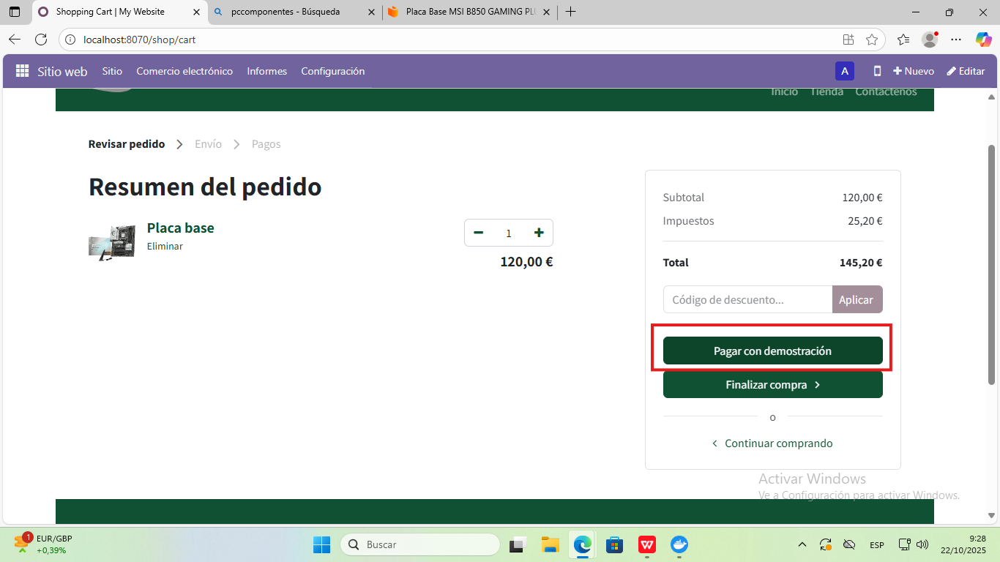 Shopping Cart | My Website
pccomponentes - Búsqueda
Placa Base MSI B850 GAMING PLU
localhost:8070/shop/cart
Sitio web
Sitio
Comercio electrónico
Informes
Configuración
A
Nuevo
Editar
Inicio
Tienda
Contáctenos
Revisar pedido
Envío
Pagos
Resumen del pedido
Placa base
Eliminar
1
120,00 €
Subtotal
120,00 €
Impuestos
25,20 €
Total
145,20 €
Código de descuento...
Aplicar
Pagar con demostración
Finalizar compra
o
Continuar comprando
Activar Windows
Ve a Configuración para activar Windows.
1
EUR/GBP
+0,39%
Buscar
ESP
9:28
22/10/2025